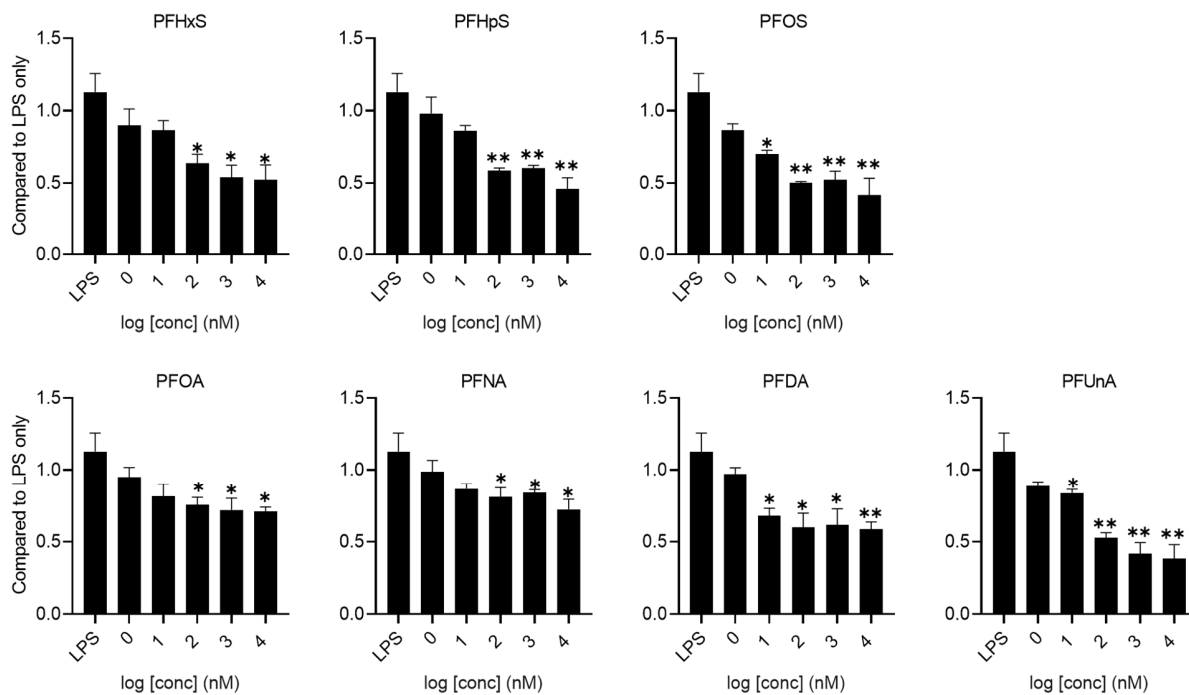 PFHxS
Compared to LPS only
1.5
1.0
0.5
0.0
* * *
LPS 0 1 2 3 4
log [conc] (nM)
PFHpS
1.5
1.0
0.5
0.0
** ** **
LPS 0 1 2 3 4
log [conc] (nM)
PFOS
1.5
1.0
0.5
0.0
* ** ** **
LPS 0 1 2 3 4
log [conc] (nM)
PFOA
Compared to LPS only
1.5
1.0
0.5
0.0
* * *
LPS 0 1 2 3 4
log [conc] (nM)
PFNA
1.5
1.0
0.5
0.0
* * *
LPS 0 1 2 3 4
log [conc] (nM)
PFDA
1.5
1.0
0.5
0.0
* * * **
LPS 0 1 2 3 4
log [conc] (nM)
PFUnA
1.5
1.0
0.5
0.0
* ** ** **
LPS 0 1 2 3 4
log [conc] (nM)